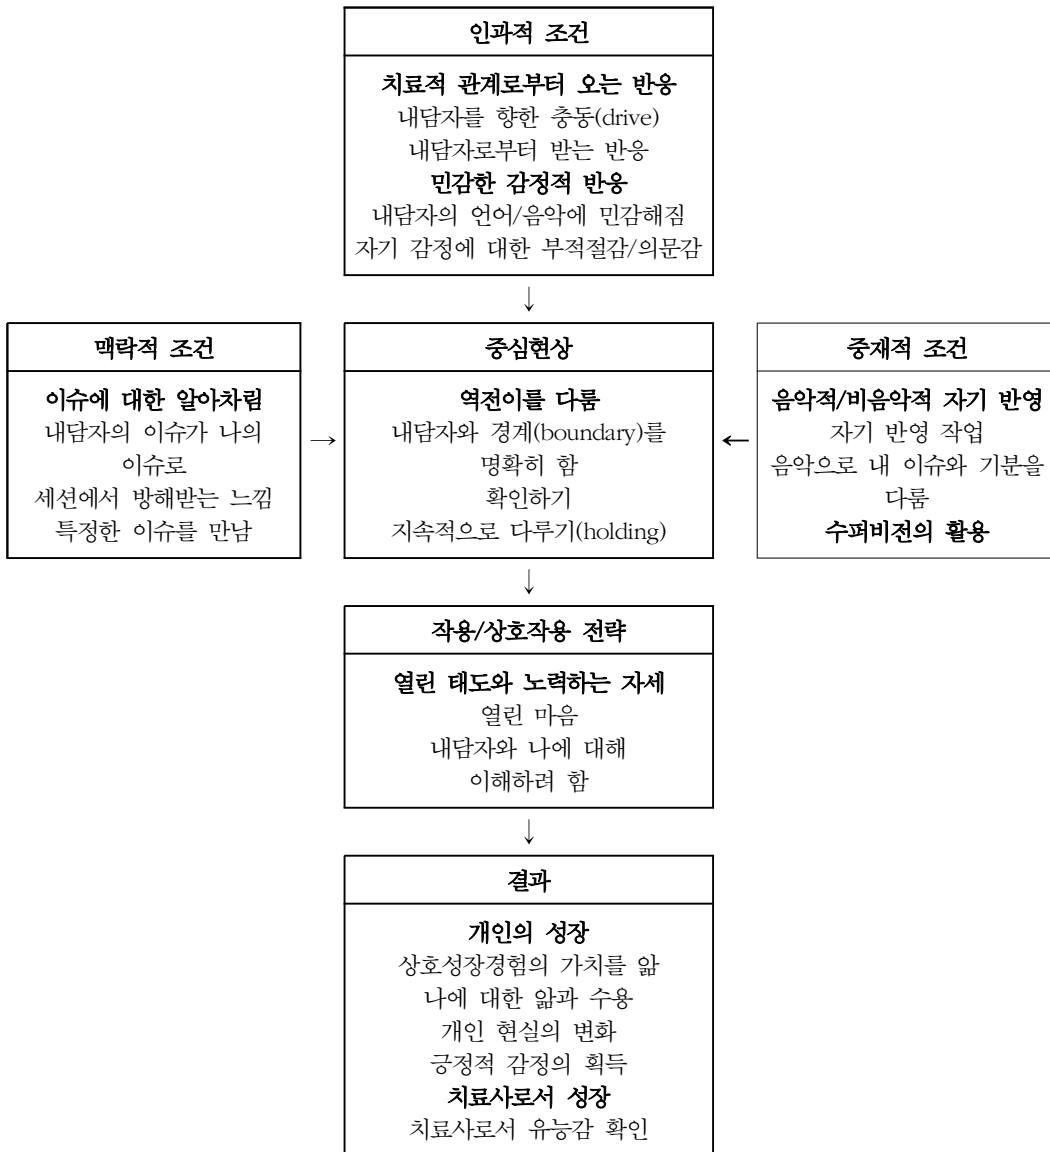 인과적 조건
치료적 관계로부터 오는 반응
내담자를 향한 충동(drive)
내담자로부터 받는 반응
민감한 감정적 반응
내담자의 언어/음악에 민감해짐
자기 감정에 대한 부적절감/의문감
↓
맥락적 조건
이슈에 대한 알아차림
내담자의 이슈가 나의
이슈로
세션에서 방해받는 느낌
특정한 이슈를 만남
→
중심현상
역전이를 다룸
내담자와 경계(boundary)를
명확히 함
확인하기
지속적으로 다루기(holding)
←
중재적 조건
음악적/비음악적 자기 반영
자기 반영 작업
음악으로 내 이슈와 기분을
다룸
수퍼비전의 활용
↓
작용/상호작용 전략
열린 태도와 노력하는 자세
열린 마음
내담자와 나에 대해
이해하려 함
↓
결과
개인의 성장
상호성장경험의 가치를 앎
나에 대한 앎과 수용
개인 현실의 변화
긍정적 감정의 획득
치료사로서 성장
치료사로서 유능감 확인